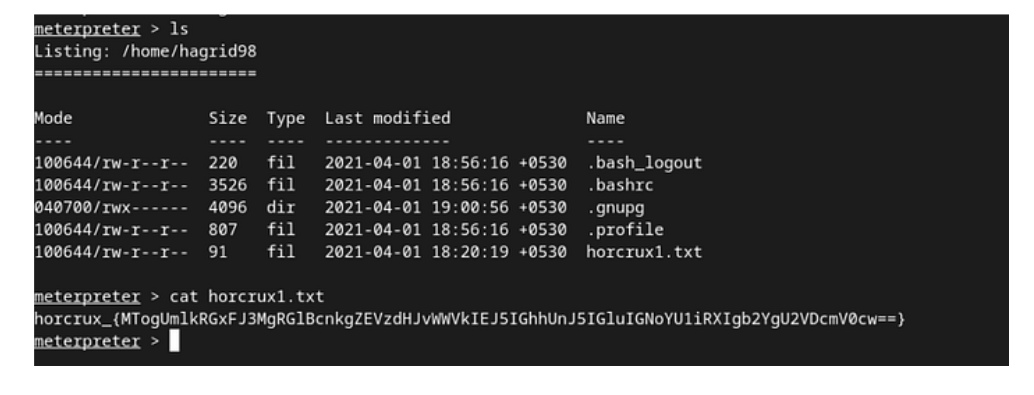 meterpreter > ls
Listing: /home/hagrid98
=======================
Mode Size Type Last modified Name
---- ---- ---- ------------- ----
100644/rw-r--r-- 220 fil 2021-04-01 18:56:16 +0530 .bash_logout
100644/rw-r--r-- 3526 fil 2021-04-01 18:56:16 +0530 .bashrc
040700/rwx------ 4096 dir 2021-04-01 19:00:56 +0530 .gnupg
100644/rw-r--r-- 807 fil 2021-04-01 18:56:16 +0530 .profile
100644/rw-r--r-- 91 fil 2021-04-01 18:20:19 +0530 horcrux1.txt
meterpreter > cat horcrux1.txt
horcrux_{MTogUmlkRGxFJ3MgRGlBcnkgZEVzdHJvWWVkIEJ5IGhhUnJ5IGluIGNoYU1iRXIgb2YgU2VDcmV0cw==}
meterpreter >